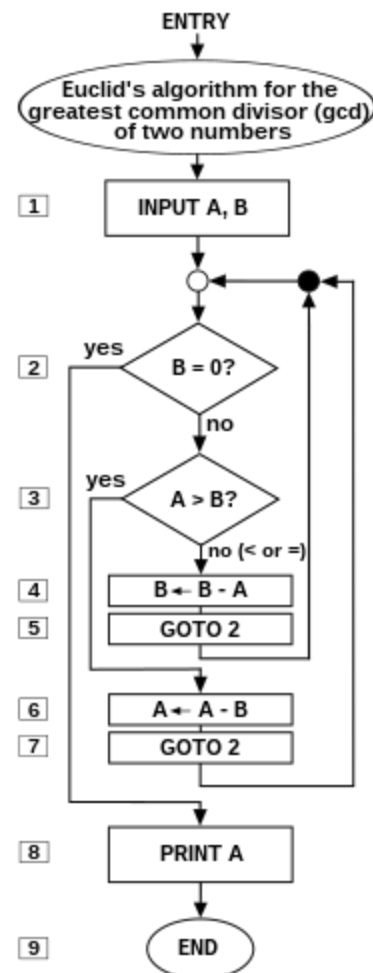 ENTRY
Euclid's algorithm for the
greatest common divisor (gcd)
of two numbers
1
INPUT A, B
yes
2
B = 0?
no
yes
3
A > B?
no (< or =)
4
B ← B - A
5
GOTO 2
6
A ← A - B
7
GOTO 2
8
PRINT A
9
END